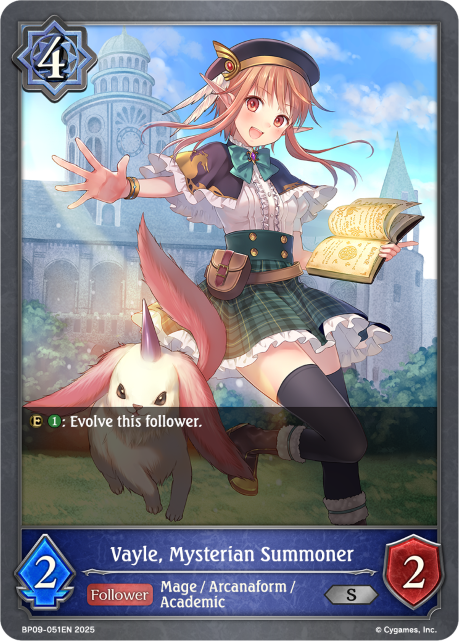 4
E 1: Evolve this follower.
Vayle, Mysterian Summoner
2
Follower
Mage / Arcanaform /
Academic
S
2
BP09-051EN 2025
© Cygames, Inc.